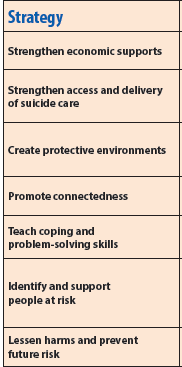 Strategy
Strengthen economic supports
Strengthen access and delivery
of suicide care
Create protective environments
Promote connectedness
Teach coping and
problem-solving skills
Identify and support
people at risk
Lessen harms and prevent
future risk